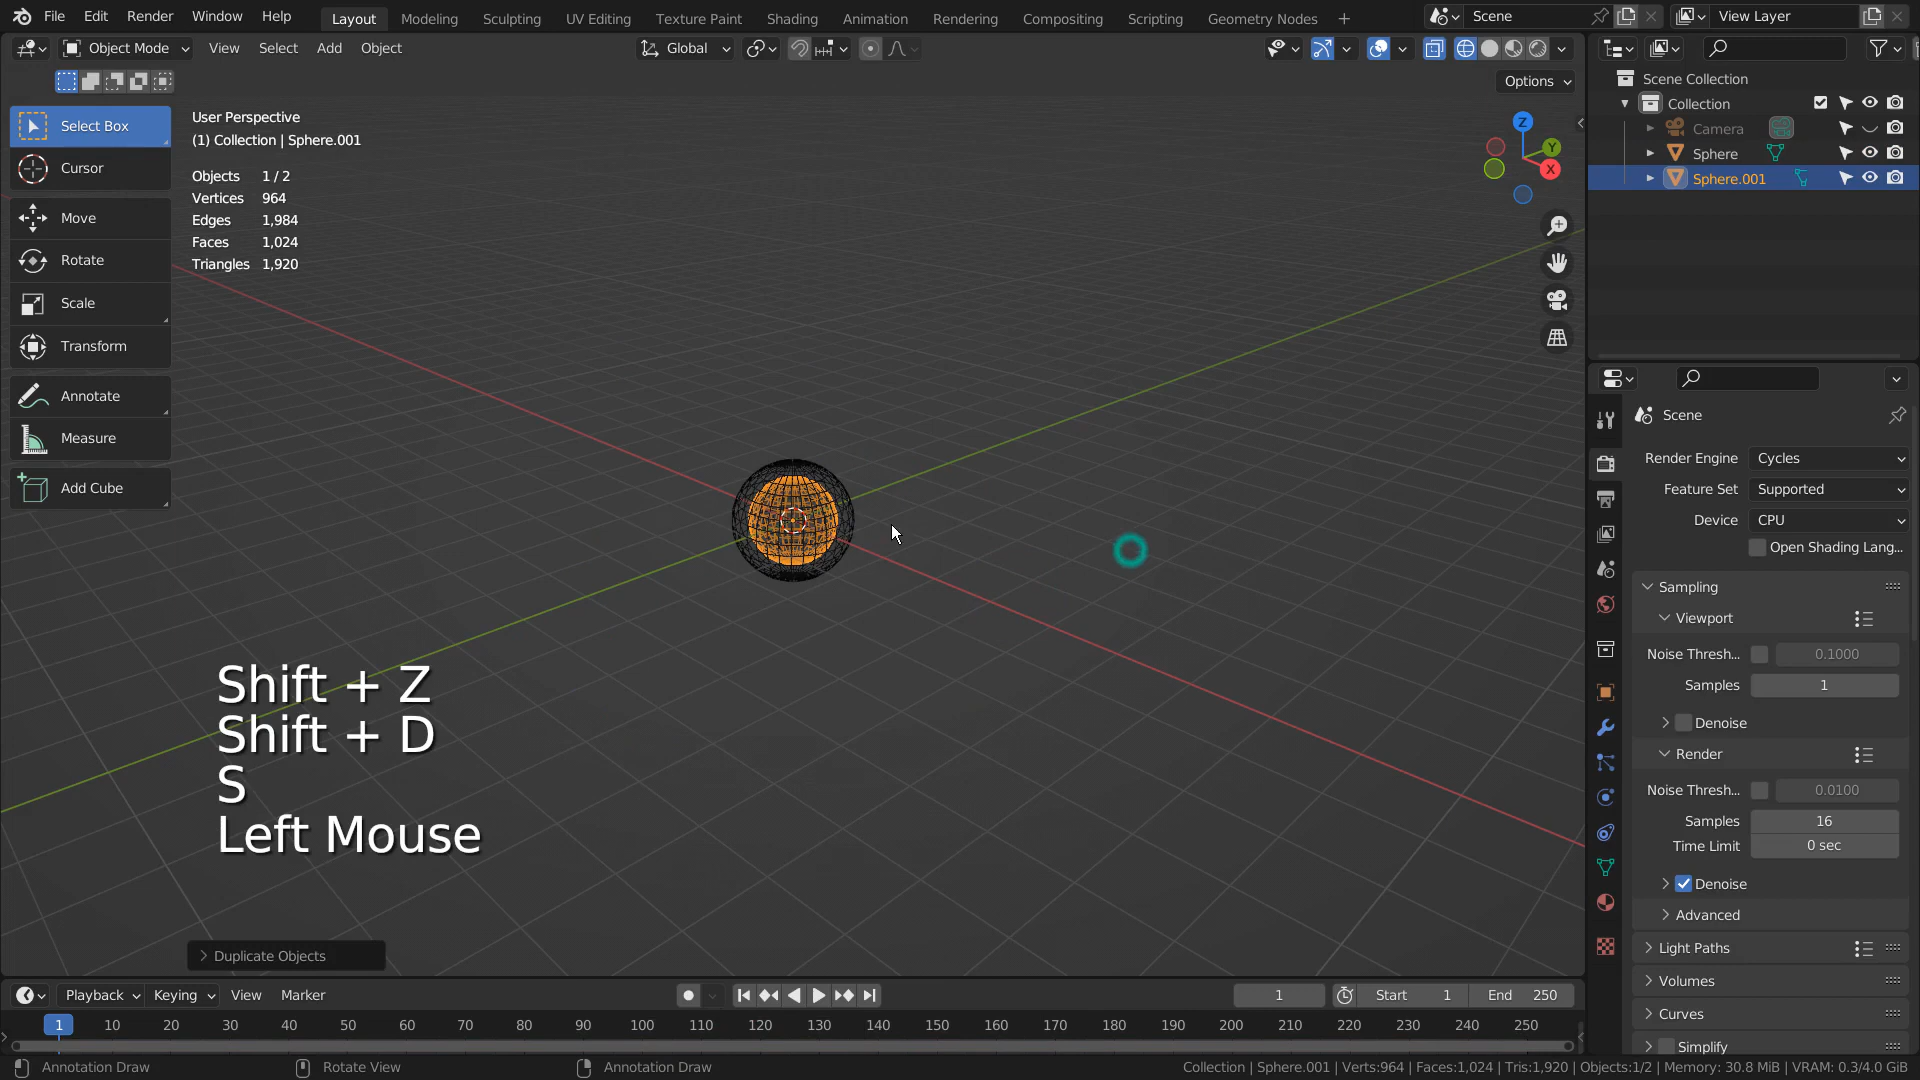 File Edit Render Window Help Layout Modeling Sculpting UV Editing Texture Paint Shading Animation Rendering Compositing Scripting Geometry Nodes + Scene View Layer
Object Mode View Select Add Object Global
Options
Select Box
Cursor
Move
Rotate
Scale
Transform
Annotate
Measure
Add Cube
User Perspective
(1) Collection | Sphere.001
Objects 1 / 2
Vertices 964
Edges 1,984
Faces 1,024
Triangles 1,920
Z
Y
X
Scene Collection
Collection
Camera
Sphere
Sphere.001
Scene
Render Engine Cycles
Feature Set Supported
Device CPU
Open Shading Lang...
Sampling
Viewport
Noise Thresh... 0.1000
Samples 1
Denoise
Render
Noise Thresh... 0.0100
Samples 16
Time Limit 0 sec
Denoise
Advanced
Light Paths
Volumes
Curves
Simplify
Shift + Z
Shift + D
S
Left Mouse
Duplicate Objects
Playback Keying View Marker 1 Start 1 End 250
1 10 20 30 40 50 60 70 80 90 100 110 120 130 140 150 160 170 180 190 200 210 220 230 240 250
Annotation Draw Rotate View Annotation Draw Collection | Sphere.001 | Verts:964 | Faces:1,024 | Tris:1,920 | Objects:1/2 | Memory: 30.8 MiB | VRAM: 0.3/4.0 GiB